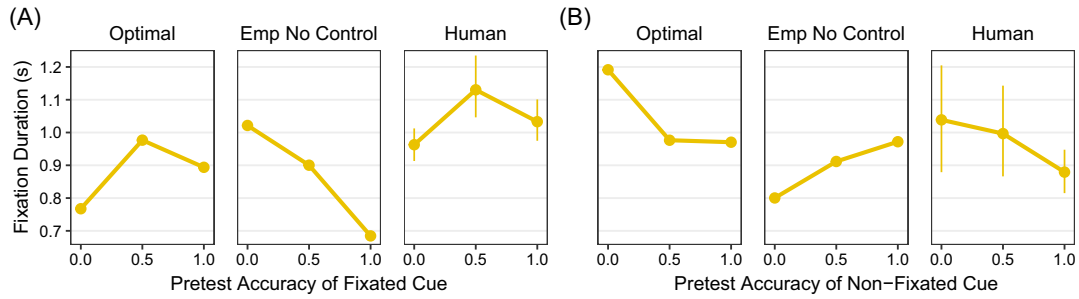 (A)
Optimal
Emp No Control
Human
(B)
Optimal
Emp No Control
Human
Fixation Duration (s)
1.2
1.1
1.0
0.9
0.8
0.7
0.0 0.5 1.0 0.0 0.5 1.0 0.0 0.5 1.0
0.0 0.5 1.0 0.0 0.5 1.0 0.0 0.5 1.0
Pretest Accuracy of Fixated Cue
Pretest Accuracy of Non−Fixated Cue